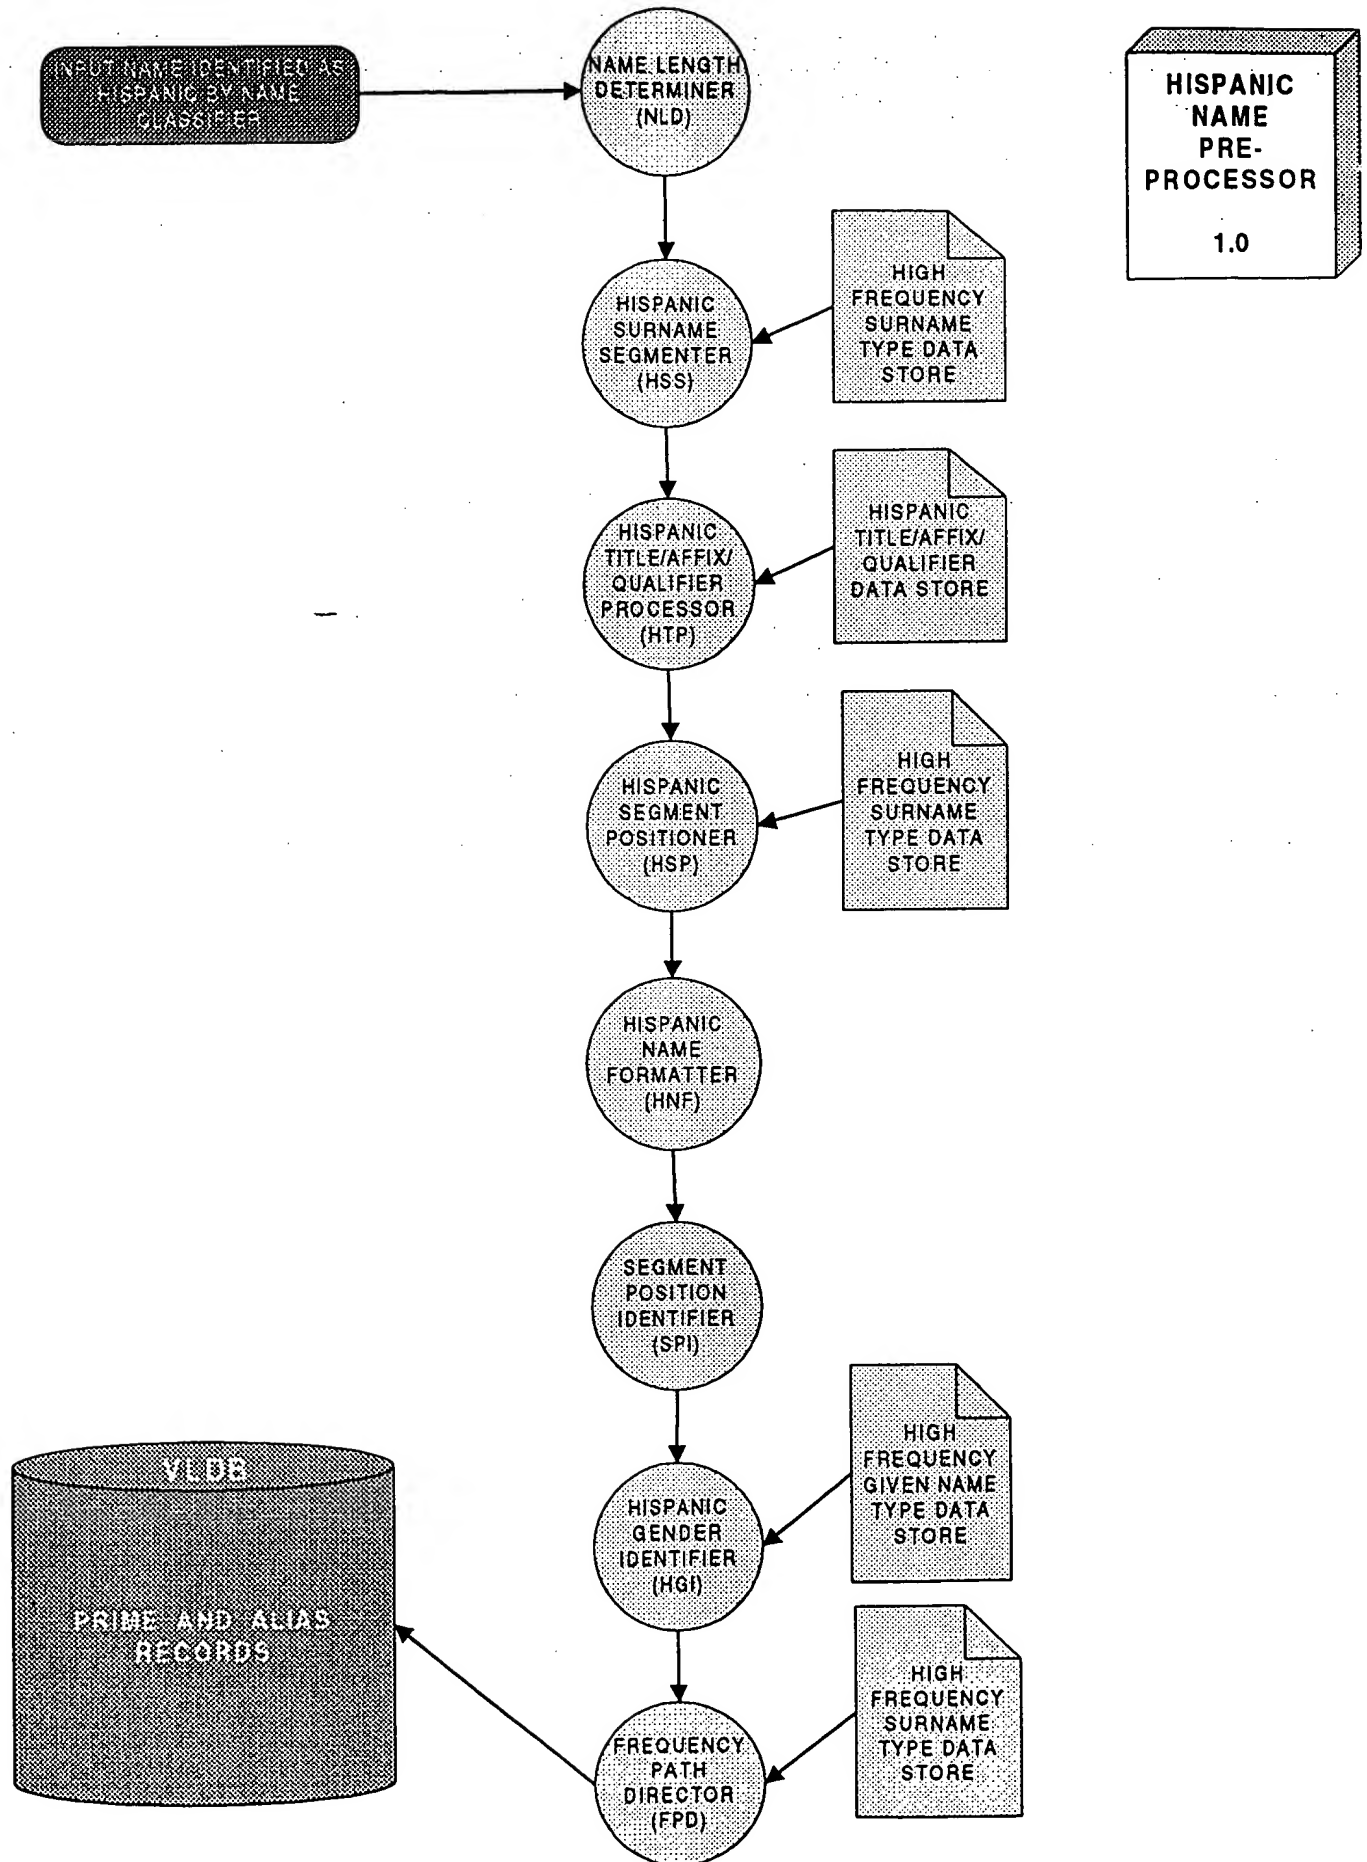 INPUT NAME IDENTIFIED AS
HISPANIC BY NAME
CLASSIFIER
NAME LENGTH
DETERMINER
(NLD)
HISPANIC
NAME
PRE-
PROCESSOR
1.0
HISPANIC
SURNAME
SEGMENTER
(HSS)
HIGH
FREQUENCY
SURNAME
TYPE DATA
STORE
HISPANIC
TITLE/AFFIX/
QUALIFIER
PROCESSOR
(HTP)
HISPANIC
TITLE/AFFIX/
QUALIFIER
DATA STORE
HISPANIC
SEGMENT
POSITIONER
(HSP)
HIGH
FREQUENCY
SURNAME
TYPE DATA
STORE
HISPANIC
NAME
FORMATTER
(HNF)
SEGMENT
POSITION
IDENTIFIER
(SPI)
HISPANIC
GENDER
IDENTIFIER
(HGI)
HIGH
FREQUENCY
GIVEN NAME
TYPE DATA
STORE
VLDB
PRIME AND ALIAS
RECORDS
FREQUENCY
PATH
DIRECTOR
(FPD)
HIGH
FREQUENCY
SURNAME
TYPE DATA
STORE